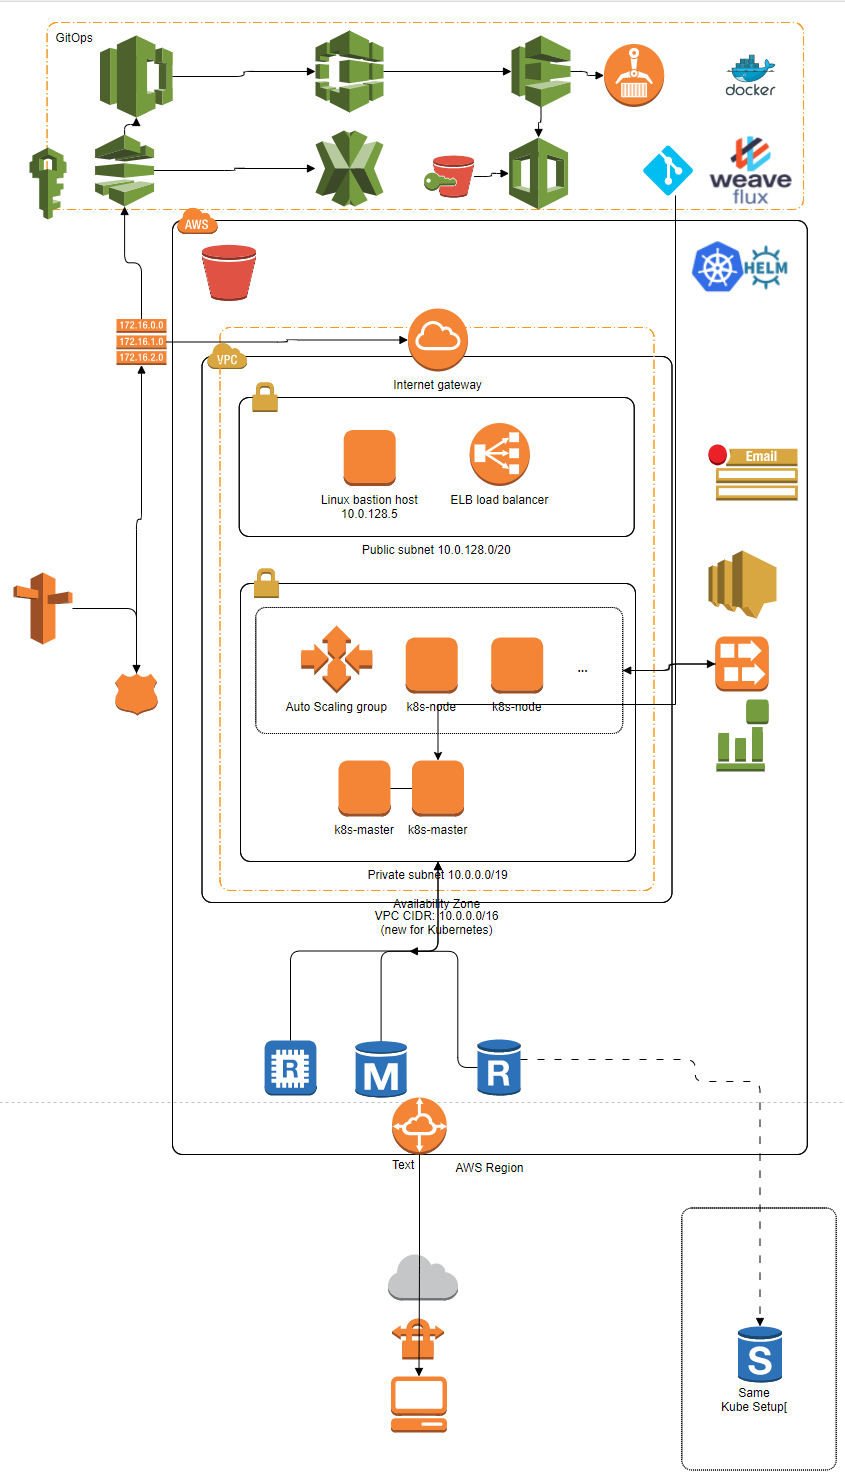 GitOps
docker
weave
flux
AWS
HELM
172.16.0.0
172.16.1.0
172.16.2.0
VPC
Internet gateway
Linux bastion host
10.0.128.5
ELB load balancer
Email
Public subnet 10.0.128.0/20
Auto Scaling group
k8s-node
k8s-node
...
k8s-master
k8s-master
Private subnet 10.0.0.0/19
Availability Zone
VPC CIDR: 10.0.0.0/16
(new for Kubernetes)
R
M
R
Text
AWS Region
S
Same
Kube Setup[